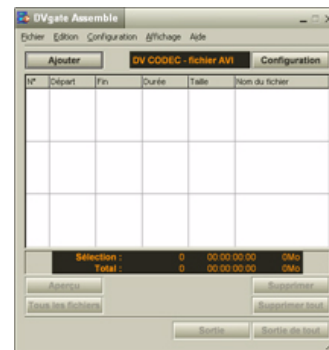 DVgate Assemble
Fichier Edition Configuration Affichage Aide
Ajouter DV CODEC - fichier AVI Configuration
N° Départ Fin Durée Taille Nom du fichier
Sélection : 0 00:00:00:00 0Mo
Total : 0 00:00:00:00 0Mo
Aperçu Supprimer
Tous les fichiers Supprimer tout
Sortie Sortie de tout